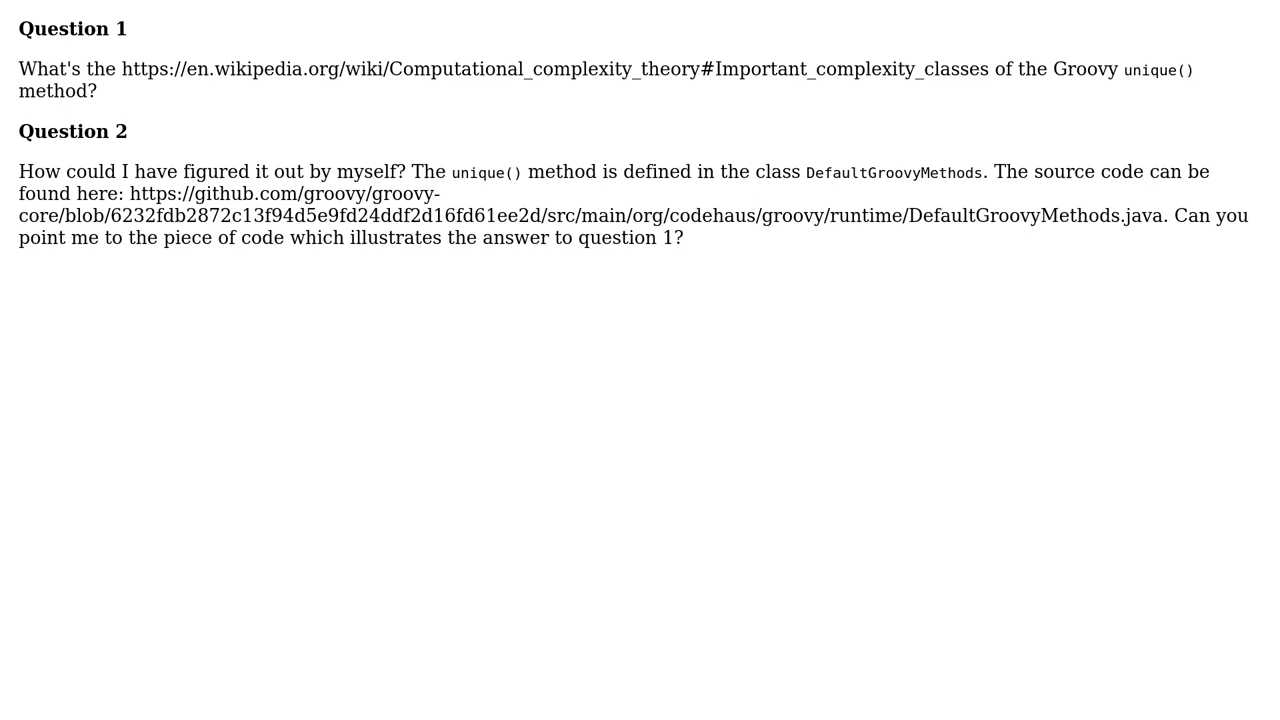 Question 1
What's the https://en.wikipedia.org/wiki/Computational_complexity_theory#Important_complexity_classes of the Groovy unique()
method?
Question 2
How could I have figured it out by myself? The unique() method is defined in the class DefaultGroovyMethods. The source code can be
found here: https://github.com/groovy/groovy-
core/blob/6232fdb2872c13f94d5e9fd24ddf2d16fd61ee2d/src/main/org/codehaus/groovy/runtime/DefaultGroovyMethods.java. Can you
point me to the piece of code which illustrates the answer to question 1?